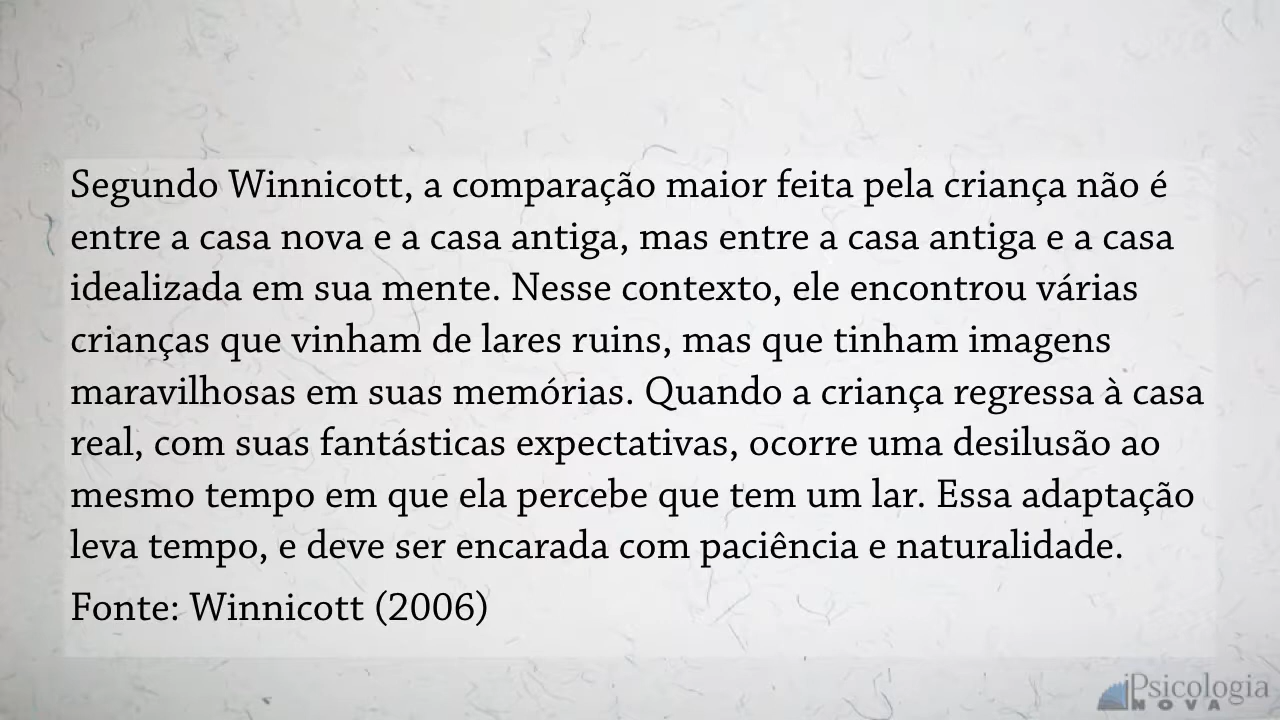 Segundo Winnicott, a comparação maior feita pela criança não é
entre a casa nova e a casa antiga, mas entre a casa antiga e a casa
idealizada em sua mente. Nesse contexto, ele encontrou várias
crianças que vinham de lares ruins, mas que tinham imagens
maravilhosas em suas memórias. Quando a criança regressa à casa
real, com suas fantásticas expectativas, ocorre uma desilusão ao
mesmo tempo em que ela percebe que tem um lar. Essa adaptação
leva tempo, e deve ser encarada com paciência e naturalidade.
Fonte: Winnicott (2006)
Psicologia
NOVA